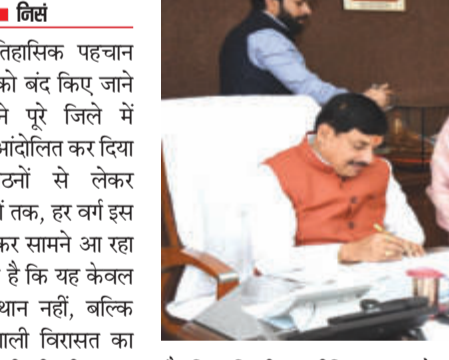 निसं
तिहासिक पहचान
को बंद किए जाने
ने पूरे जिले में
आंदोलित कर दिया
ठनों से लेकर
ों तक, हर वर्ग इस
कर सामने आ रहा
है कि यह केवल
थान नहीं, बल्कि
ाली विरासत का